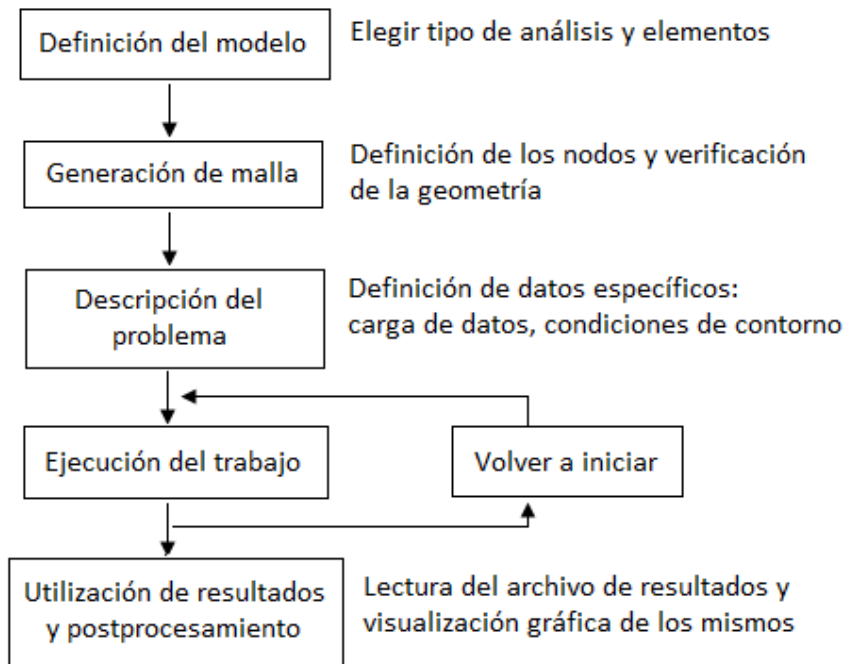 Definición del modelo
Elegir tipo de análisis y elementos
Generación de malla
Definición de los nodos y verificación
de la geometría
Descripción del
problema
Definición de datos específicos:
carga de datos, condiciones de contorno
Ejecución del trabajo
Volver a iniciar
Utilización de resultados
y postprocesamiento
Lectura del archivo de resultados y
visualización gráfica de los mismos